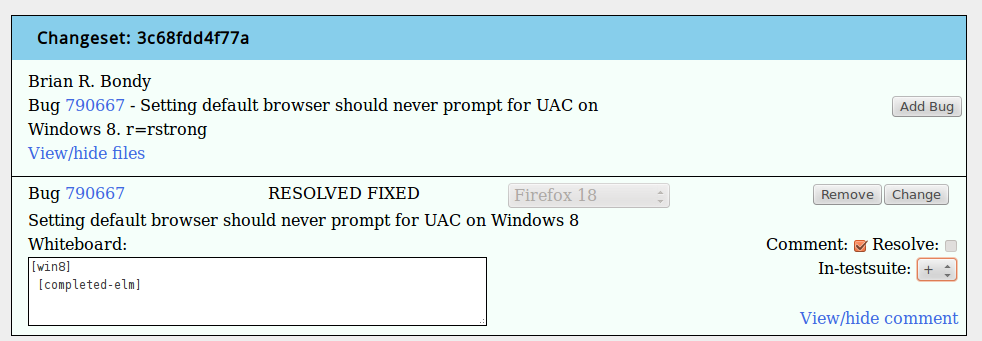 Changeset: 3c68fdd4f77a
Brian R. Bondy
Bug 790667 - Setting default browser should never prompt for UAC on
Windows 8. r=rstrong
Add Bug
View/hide files
Bug 790667 RESOLVED FIXED Firefox 18 Remove Change
Setting default browser should never prompt for UAC on Windows 8
Whiteboard: Comment: Resolve:
[win8]
[completed-elm]
In-testsuite: +
View/hide comment